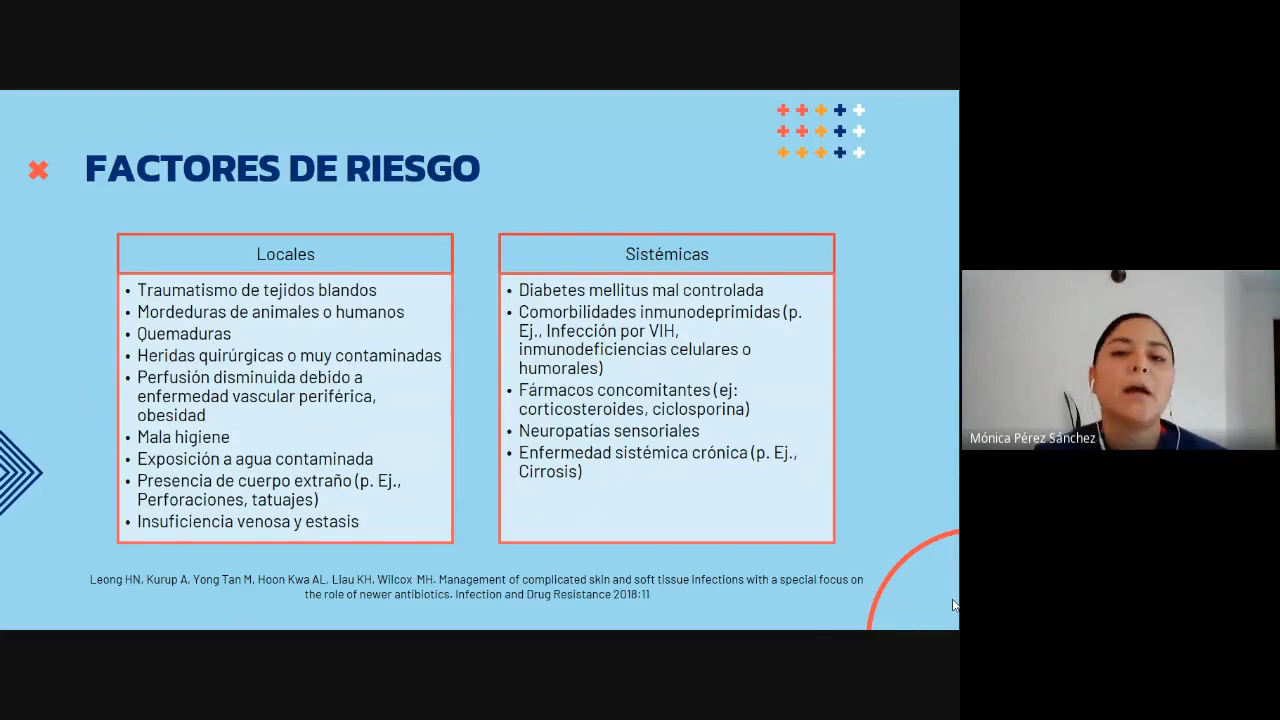 FACTORES DE RIESGO
Locales
• Traumatismo de tejidos blandos
• Mordeduras de animales o humanos
• Quemaduras
• Heridas quirúrgicas o muy contaminadas
• Perfusión disminuida debido a
enfermedad vascular periférica,
obesidad
• Mala higiene
• Exposición a agua contaminada
• Presencia de cuerpo extraño (p. Ej.,
Perforaciones, tatuajes)
• Insuficiencia venosa y estasis
Sistémicas
• Diabetes mellitus mal controlada
• Comorbilidades inmunodeprimidas (p.
Ej., Infección por VIH,
inmunodeficiencias celulares o
humorales)
• Fármacos concomitantes (ej:
corticosteroides, ciclosporina)
• Neuropatías sensoriales
• Enfermedad sistémica crónica (p. Ej.,
Cirrosis)
Leong HN, Kurup A, Yong Tan M, Hoon Kwa AL, Liau KH, Wilcox MH. Management of complicated skin and soft tissue infections with a special focus on
the role of newer antibiotics. Infection and Drug Resistance 2018:11
Mónica Pérez Sánchez